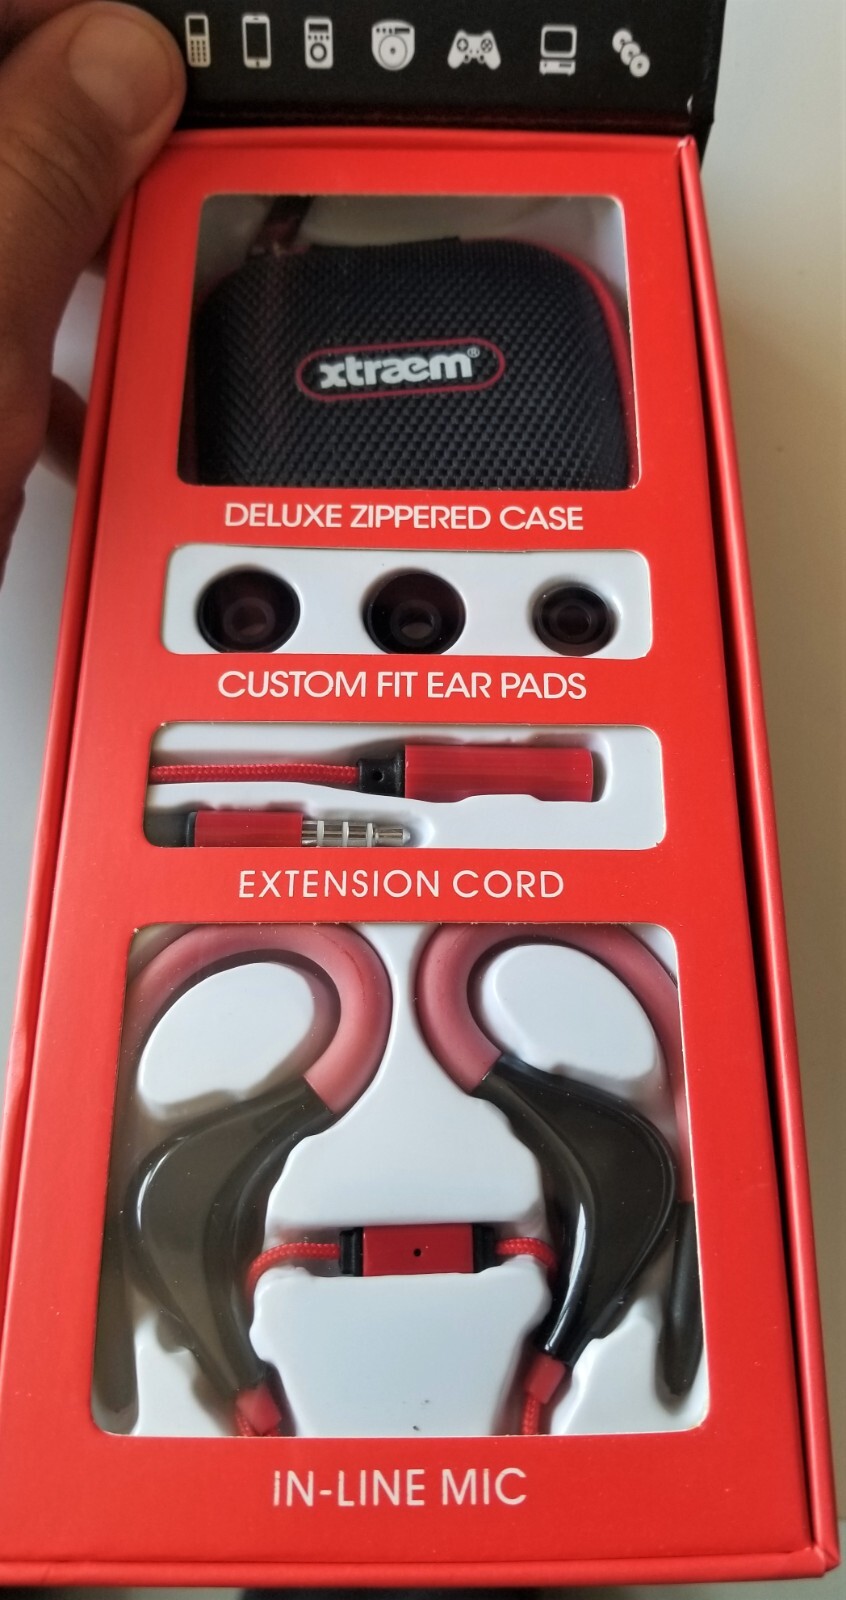 xtraem®
DELUXE ZIPPERED CASE
CUSTOM FIT EAR PADS
EXTENSION CORD
iN-LINE MIC